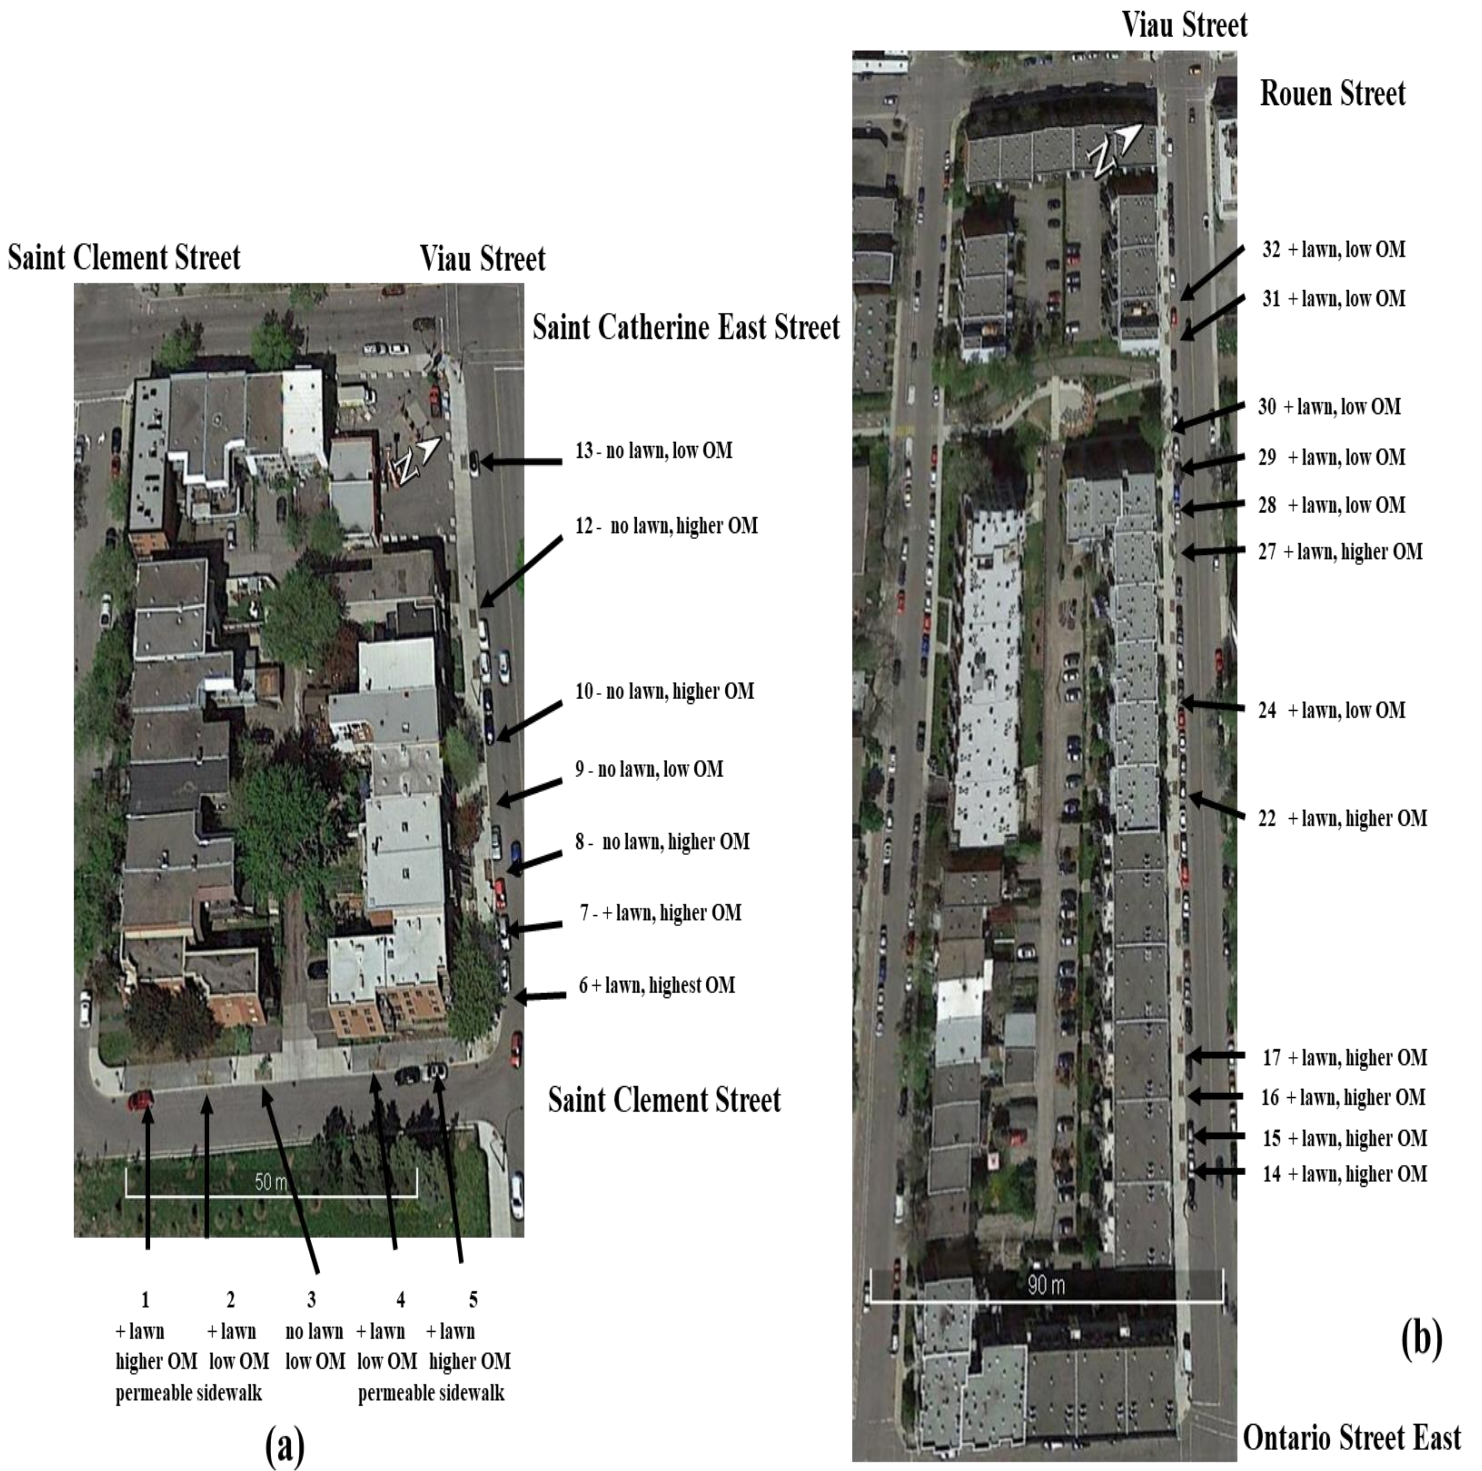 Viau Street
Rouen Street
Saint Clement Street
Viau Street
Saint Catherine East Street
N
13 - no lawn, low OM
12 - no lawn, higher OM
10 - no lawn, higher OM
9 - no lawn, low OM
8 - no lawn, higher OM
7 - + lawn, higher OM
6 + lawn, highest OM
Saint Clement Street
50 m
1 2 3 4 5
+ lawn + lawn no lawn + lawn + lawn
higher OM low OM low OM low OM higher OM
permeable sidewalk permeable sidewalk
(a)
N
32 + lawn, low OM
31 + lawn, low OM
30 + lawn, low OM
29 + lawn, low OM
28 + lawn, low OM
27 + lawn, higher OM
24 + lawn, low OM
22 + lawn, higher OM
17 + lawn, higher OM
16 + lawn, higher OM
15 + lawn, higher OM
14 + lawn, higher OM
90 m
(b)
Ontario Street East